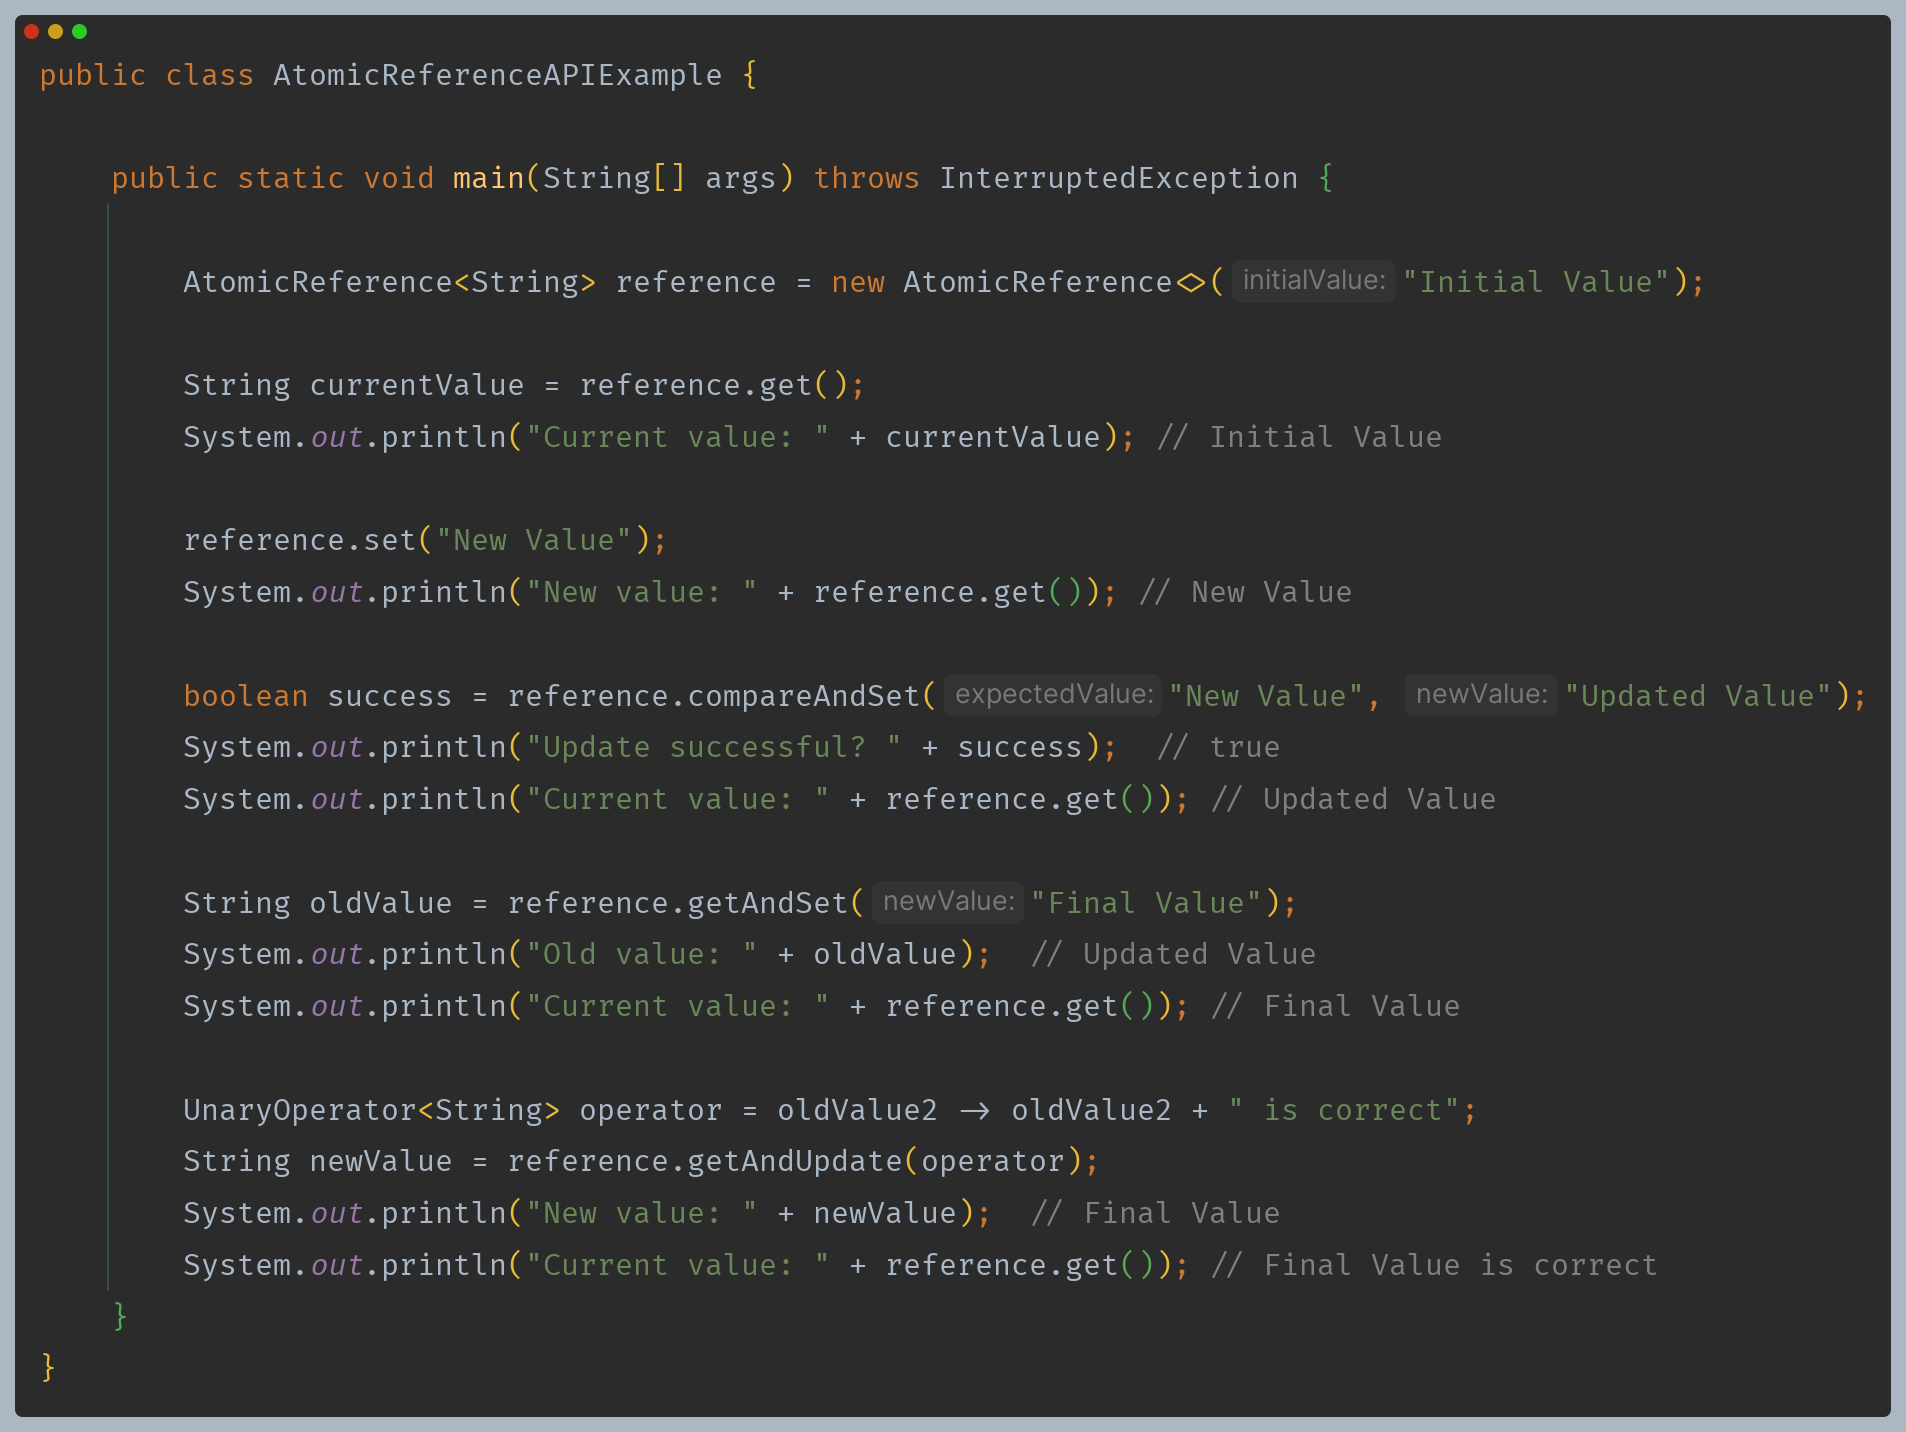 public class AtomicReferenceAPIExample {
public static void main(String[] args) throws InterruptedException {
AtomicReference<String> reference = new AtomicReference<>( initialValue: "Initial Value");
String currentValue = reference.get();
System.out.println("Current value: " + currentValue); // Initial Value
reference.set("New Value");
System.out.println("New value: " + reference.get()); // New Value
boolean success = reference.compareAndSet( expectedValue: "New Value", newValue: "Updated Value");
System.out.println("Update successful? " + success);  // true
System.out.println("Current value: " + reference.get()); // Updated Value
String oldValue = reference.getAndSet( newValue: "Final Value");
System.out.println("Old value: " + oldValue);  // Updated Value
System.out.println("Current value: " + reference.get()); // Final Value
UnaryOperator<String> operator = oldValue2 -> oldValue2 + " is correct";
String newValue = reference.getAndUpdate(operator);
System.out.println("New value: " + newValue);  // Final Value
System.out.println("Current value: " + reference.get()); // Final Value is correct
}
}